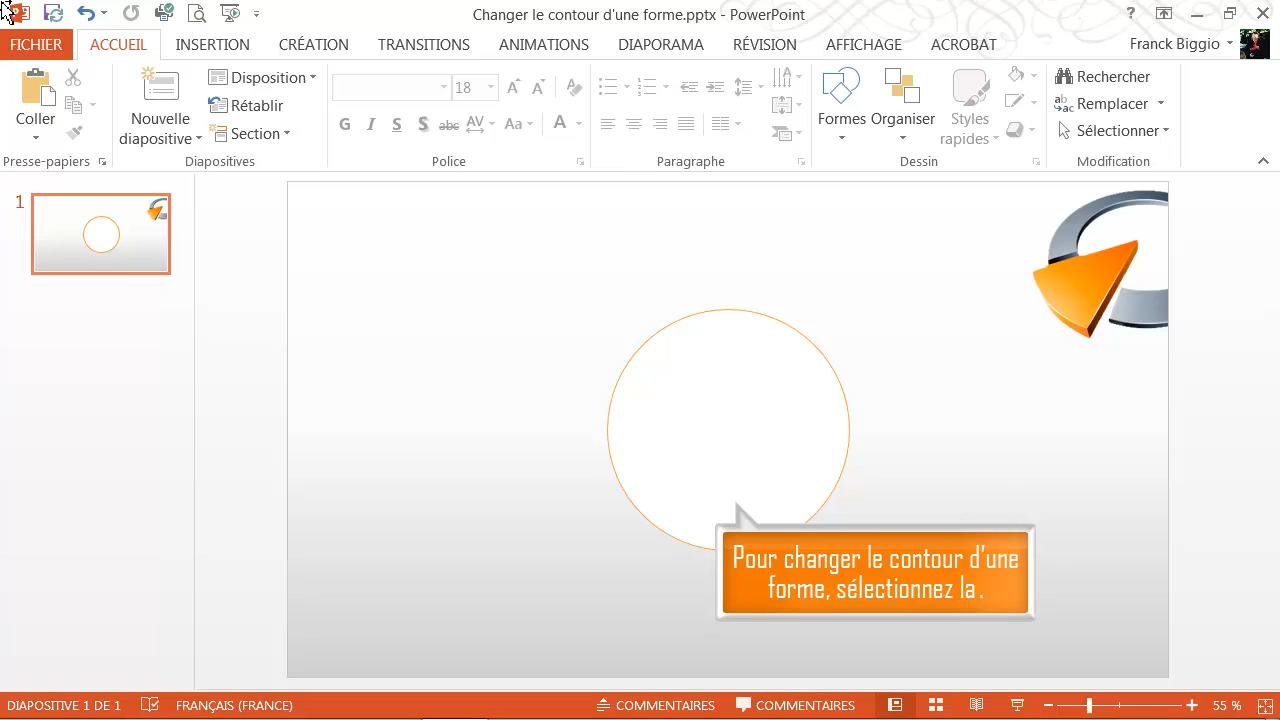 Changer le contour d'une forme.pptx - PowerPoint
?
FICHIER ACCUEIL INSERTION CRÉATION TRANSITIONS ANIMATIONS DIAPORAMA RÉVISION AFFICHAGE ACROBAT Franck Biggio
Coller
Nouvelle diapositive
Disposition
Rétablir
Section
18
G I S S abc AV Aa A
Formes
Organiser
Styles rapides
Rechercher
Remplacer
Sélectionner
Presse-papiers Diapositives Police Paragraphe Dessin Modification
1
Pour changer le contour d'une
forme, sélectionnez la .
DIAPOSITIVE 1 DE 1 FRANÇAIS (FRANCE) COMMENTAIRES COMMENTAIRES 55 %